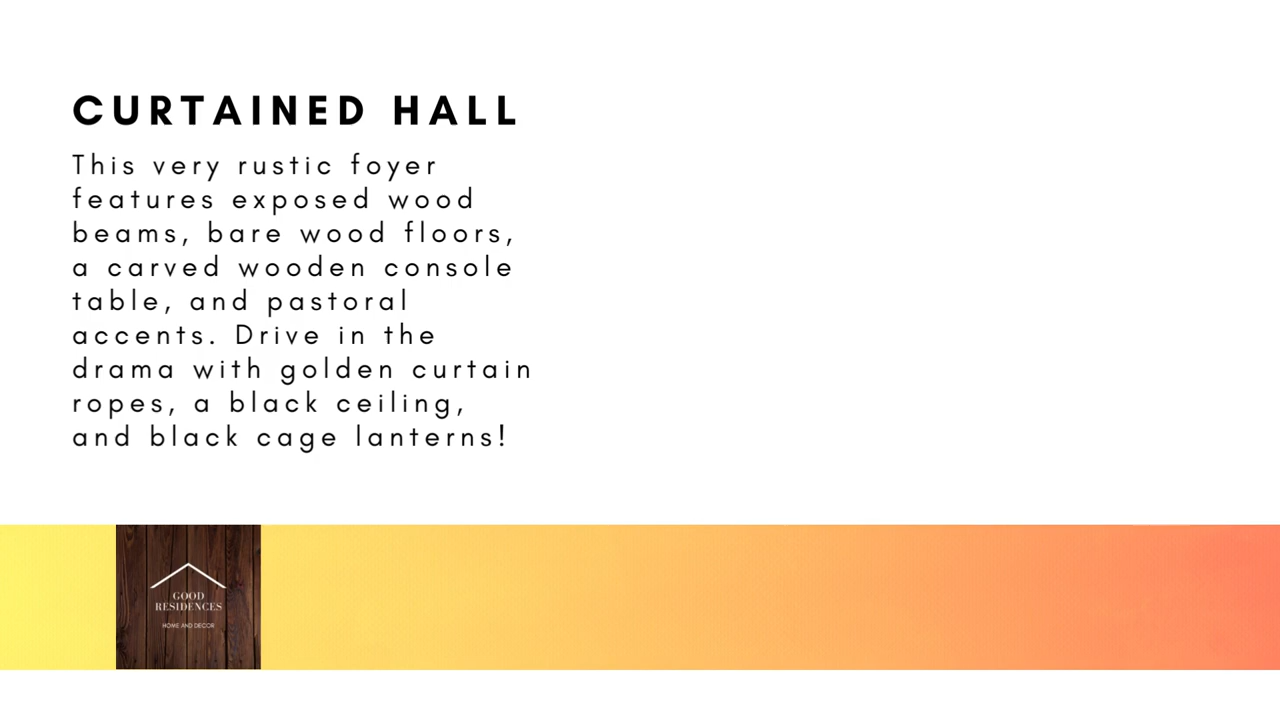 CURTAINED HALL
This very rustic foyer
features exposed wood
beams, bare wood floors,
a carved wooden console
table, and pastoral
accents. Drive in the
drama with golden curtain
ropes, a black ceiling,
and black cage lanterns!
GOOD
RESIDENCES
HOME AND DECOR